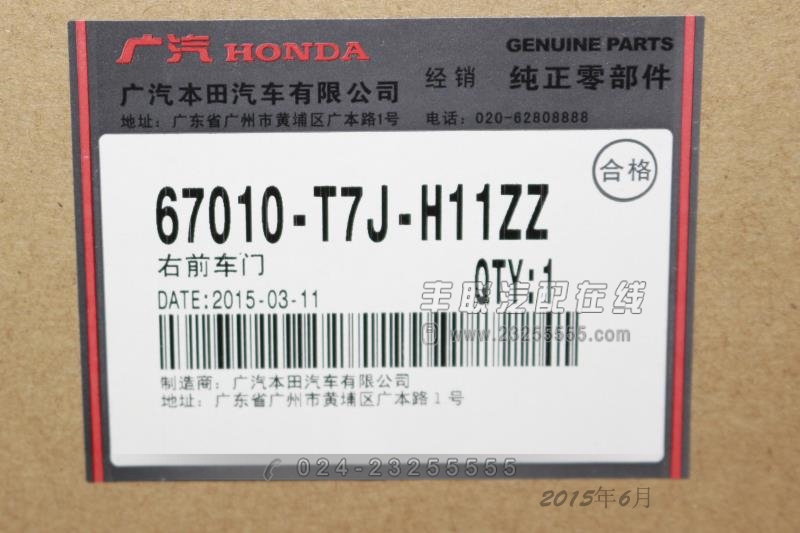 广汽 HONDA
GENUINE PARTS
广汽本田汽车有限公司 经销 纯正零部件
地址：广东省广州市黄埔区广本路1号 电话：020-62808888
合格
67010-T7J-H11ZZ
右前车门 QTY:1
DATE:2015-03-11
丰联汽配在线
www.23255555.com
制造商：广汽本田汽车有限公司
地址：广东省广州市黄埔区广本路1号
024-23255555
2015年6月